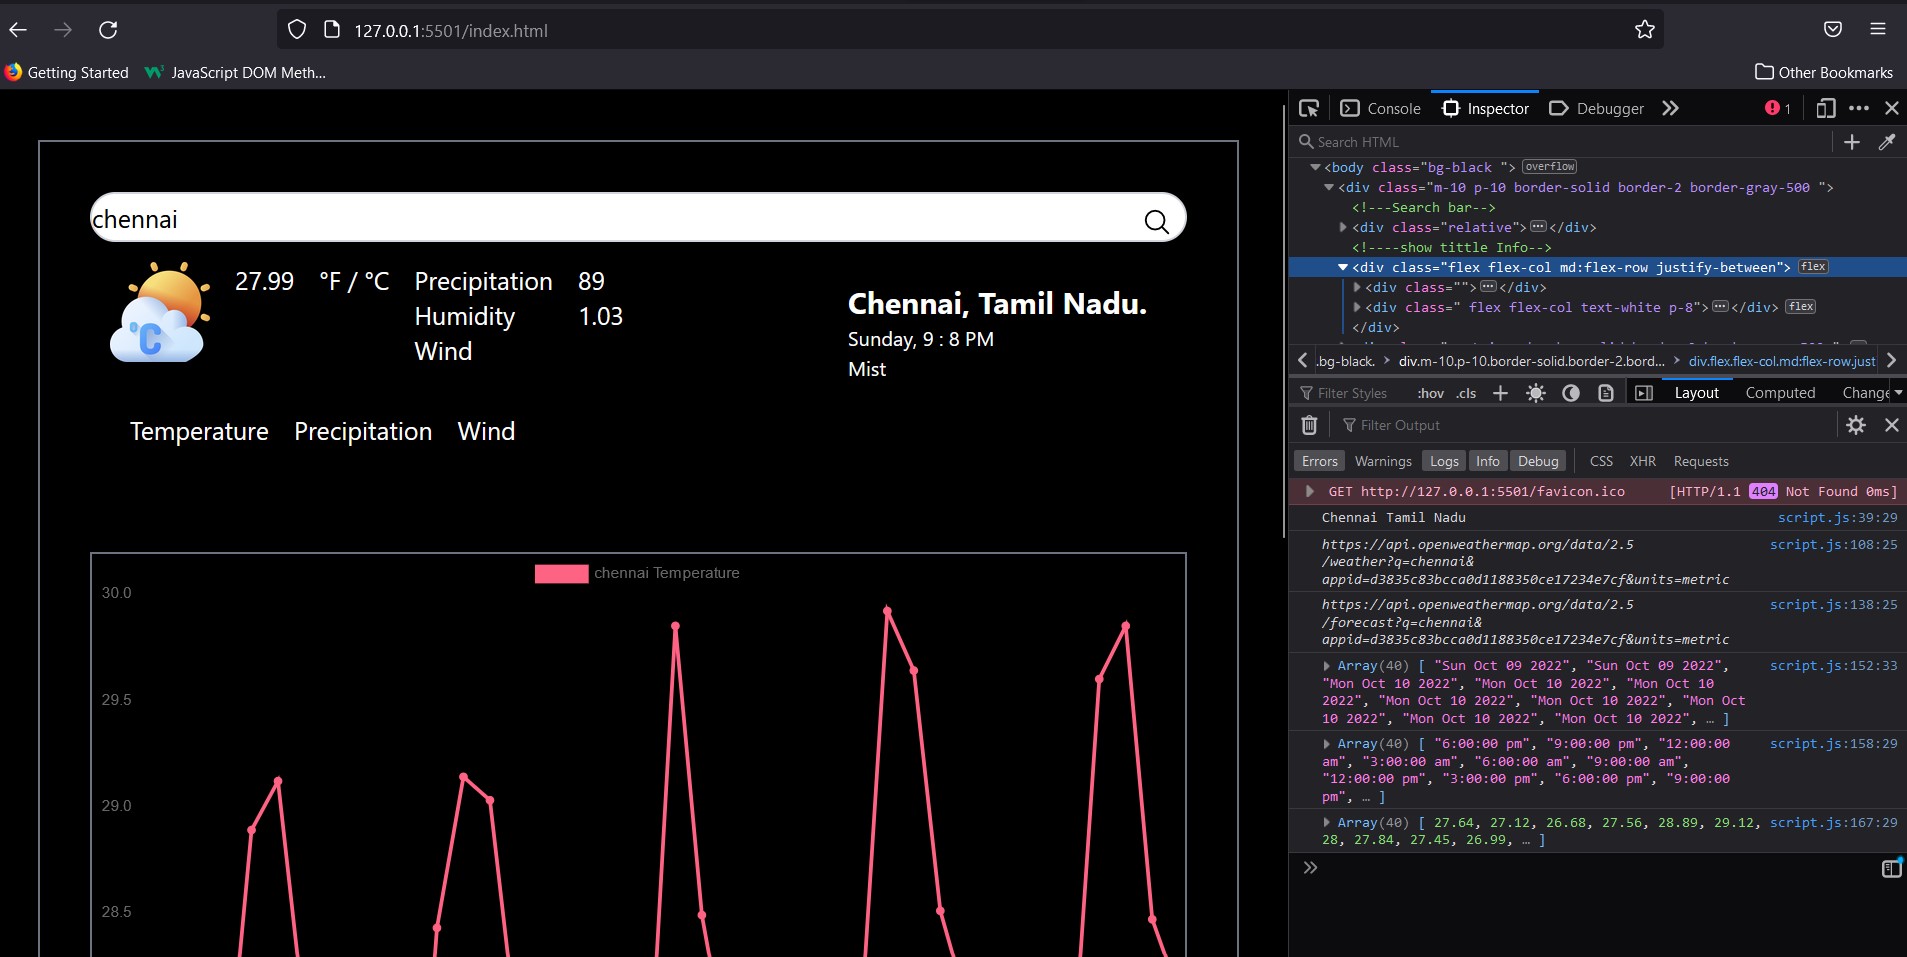 127.0.0.1:5501/index.html
Getting Started
JavaScript DOM Meth...
Other Bookmarks
chennai
27.99 °F / °C
Precipitation 89
Humidity 1.03
Wind
°C
Chennai, Tamil Nadu.
Sunday, 9 : 8 PM
Mist
Temperature Precipitation Wind
chennai Temperature
30.0
29.5
29.0
28.5
Console Inspector Debugger 1
Search HTML
<body class="bg-black "> overflow
<div class="m-10 p-10 border-solid border-2 border-gray-500 ">
<!---Search bar-->
<div class="relative"> ··· </div>
<!----show tittle Info-->
<div class="flex flex-col md:flex-row justify-between"> flex
<div class=""> ··· </div>
<div class=" flex flex-col text-white p-8"> ··· </div> flex
</div>
.bg-black. > div.m-10.p-10.border-solid.border-2.bord... > div.flex.flex-col.md:flex-row.just
Filter Styles :hov .cls + Layout Computed Change
Filter Output
Errors Warnings Logs Info Debug CSS XHR Requests
GET http://127.0.0.1:5501/favicon.ico [HTTP/1.1 404 Not Found 0ms]
Chennai Tamil Nadu script.js:39:29
https://api.openweathermap.org/data/2.5 script.js:108:25
/weather?q=chennai&
appid=d3835c83bcca0d1188350ce17234e7cf&units=metric
https://api.openweathermap.org/data/2.5 script.js:138:25
/forecast?q=chennai&
appid=d3835c83bcca0d1188350ce17234e7cf&units=metric
Array(40) [ "Sun Oct 09 2022", "Sun Oct 09 2022", script.js:152:33
"Mon Oct 10 2022", "Mon Oct 10 2022", "Mon Oct 10
2022", "Mon Oct 10 2022", "Mon Oct 10 2022", "Mon Oct
10 2022", "Mon Oct 10 2022", "Mon Oct 10 2022", … ]
Array(40) [ "6:00:00 pm", "9:00:00 pm", "12:00:00 script.js:158:29
am", "3:00:00 am", "6:00:00 am", "9:00:00 am",
"12:00:00 pm", "3:00:00 pm", "6:00:00 pm", "9:00:00
pm", … ]
Array(40) [ 27.64, 27.12, 26.68, 27.56, 28.89, 29.12, script.js:167:29
28, 27.84, 27.45, 26.99, … ]